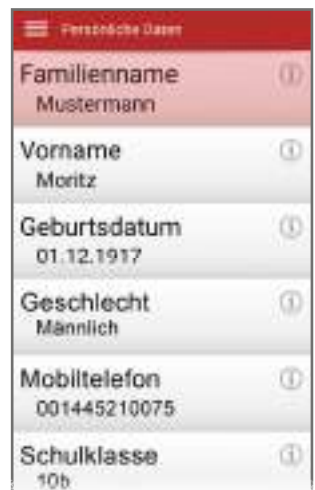 Persönliche Daten
Familienname
Mustermann
Vorname
Moritz
Geburtsdatum
01.12.1917
Geschlecht
Männlich
Mobiltelefon
001445210075
Schulklasse
10b